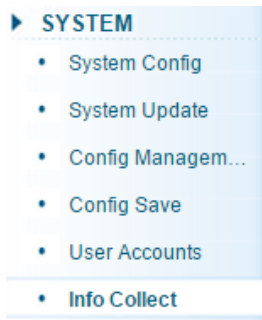 SYSTEM
System Config
System Update
Config Managem...
Config Save
User Accounts
Info Collect